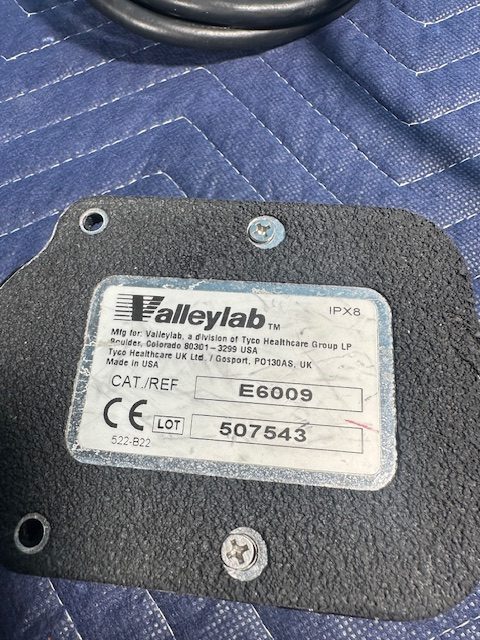 Valleylab™ IPX8
Mfg for: Valleylab, a division of Tyco Healthcare Group LP
Boulder, Colorado 80301-3299 USA
Tyco Healthcare UK Ltd. / Gosport, PO130AS, UK
Made in USA
CAT./REF E6009
CE LOT 507543
522-B22